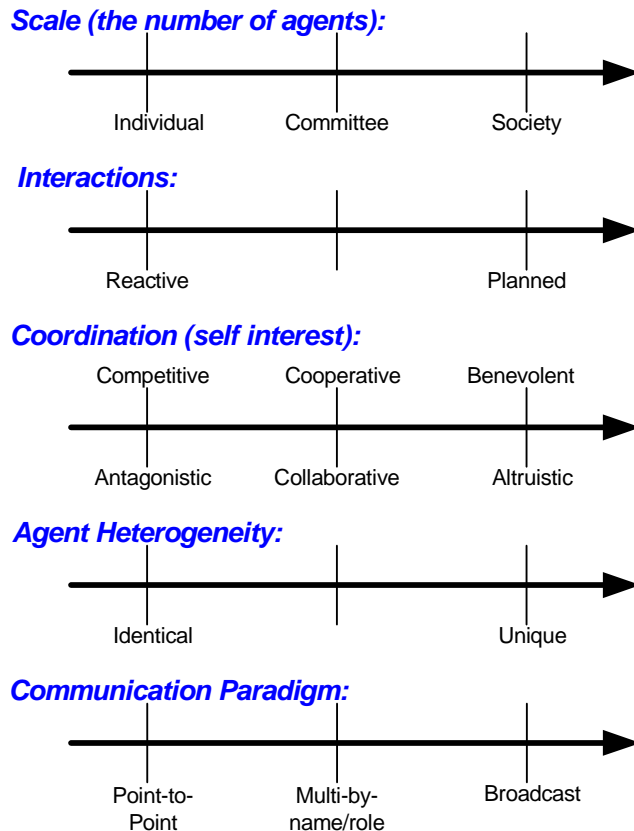 Scale (the number of agents):
Individual Committee Society
Interactions:
Reactive Planned
Coordination (self interest):
Competitive Cooperative Benevolent
Antagonistic Collaborative Altruistic
Agent Heterogeneity:
Identical Unique
Communication Paradigm:
Point-to- Multi-by- Broadcast
Point name/role